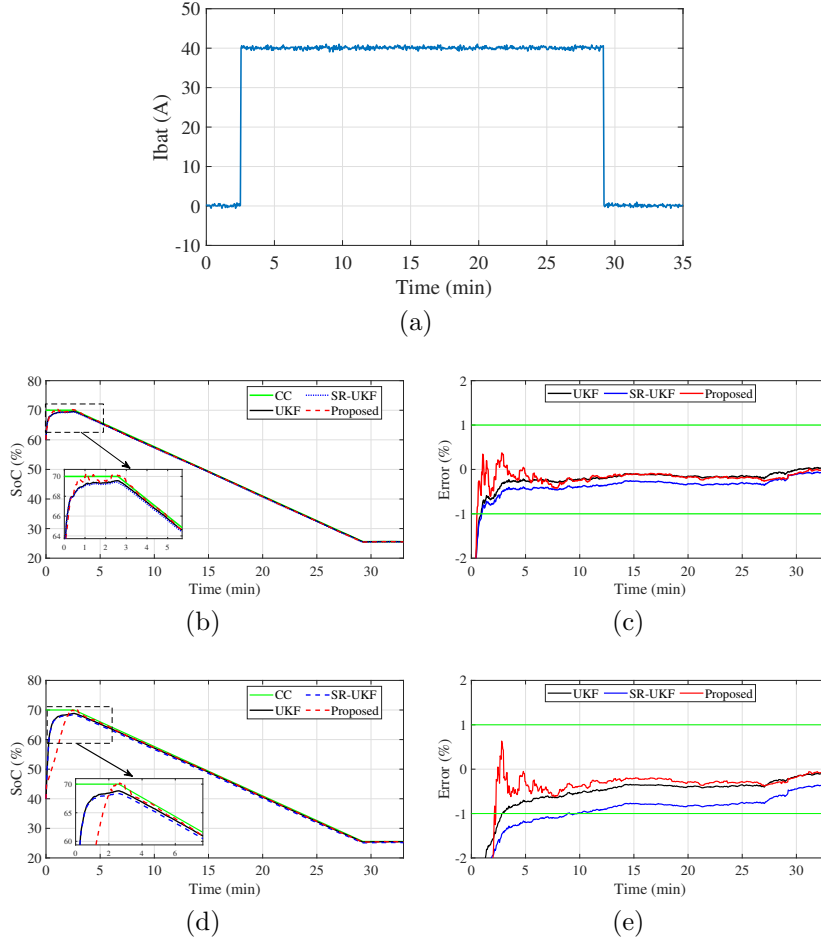 50
40
30
20
10
0
-10
Ibat (A)
0 5 10 15 20 25 30 35
Time (min)
(a)
80
70
60
50
40
30
20
SoC (%)
CC SR-UKF
UKF Proposed
70
68
66
64
0 1 2 3 4 5
0 5 10 15 20 25 30
Time (min)
(b)
2
1
0
-1
-2
Error (%)
UKF SR-UKF Proposed
0 5 10 15 20 25 30
Time (min)
(c)
80
70
60
50
40
30
20
SoC (%)
CC SR-UKF
UKF Proposed
70
65
60
0 2 4 6
0 5 10 15 20 25 30
Time (min)
(d)
2
1
0
-1
-2
Error (%)
UKF SR-UKF Proposed
0 5 10 15 20 25 30
Time (min)
(e)